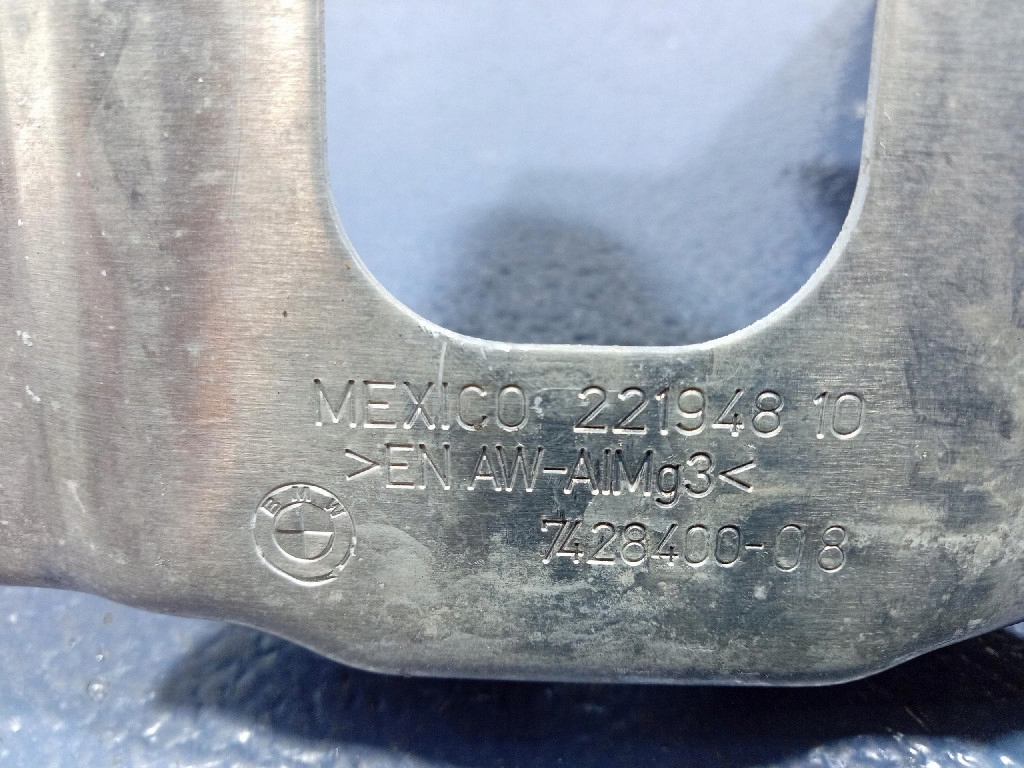 MEXICO 221948 10
>EN AW-AlMg3<
BMW
7428400-08